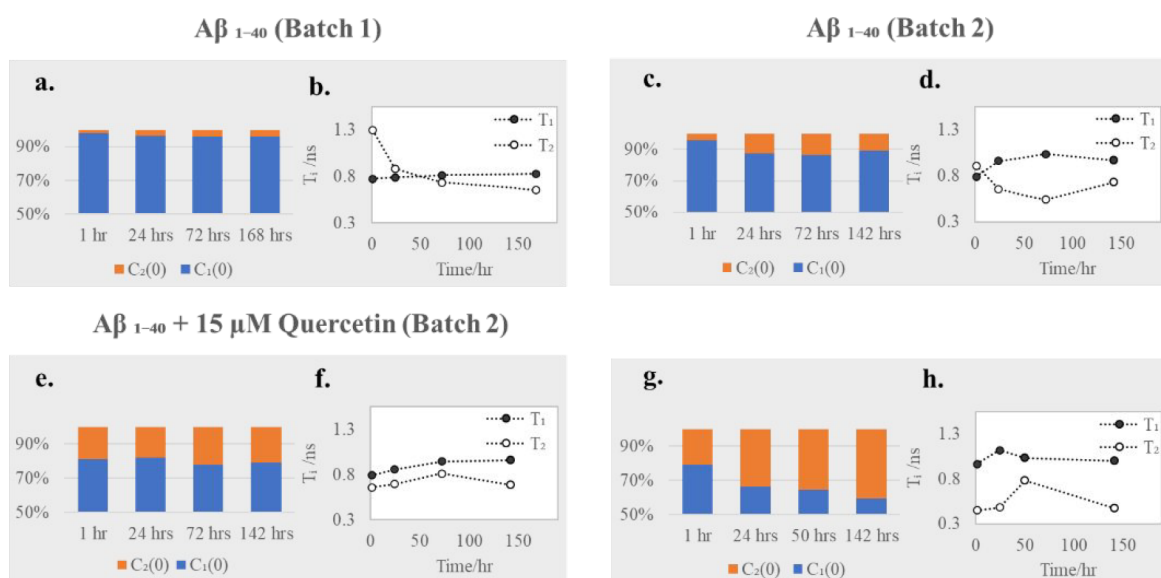 Aβ ₁₋₄₀ (Batch 1)
Aβ ₁₋₄₀ (Batch 2)
a.
90%
70%
50%
1 hr 24 hrs 72 hrs 168 hrs
C₂(0) C₁(0)
b.
Tᵢ /ns
1.3
0.8
0.3
T₁
T₂
0 50 100 150
Time/hr
c.
90%
70%
50%
1 hr 24 hrs 72 hrs 142 hrs
C₂(0) C₁(0)
d.
Tᵢ /ns
1.3
0.8
0.3
T₁
T₂
0 50 100 150
Time/hr
Aβ ₁₋₄₀ + 15 µM Quercetin (Batch 2)
e.
90%
70%
50%
1 hr 24 hrs 72 hrs 142 hrs
C₂(0) C₁(0)
f.
Tᵢ /ns
1.3
0.8
0.3
T₁
T₂
0 50 100 150
Time/hr
g.
90%
70%
50%
1 hr 24 hrs 50 hrs 142 hrs
C₂(0) C₁(0)
h.
Tᵢ /ns
1.3
0.8
0.3
T₁
T₂
0 50 100 150
Time/hr